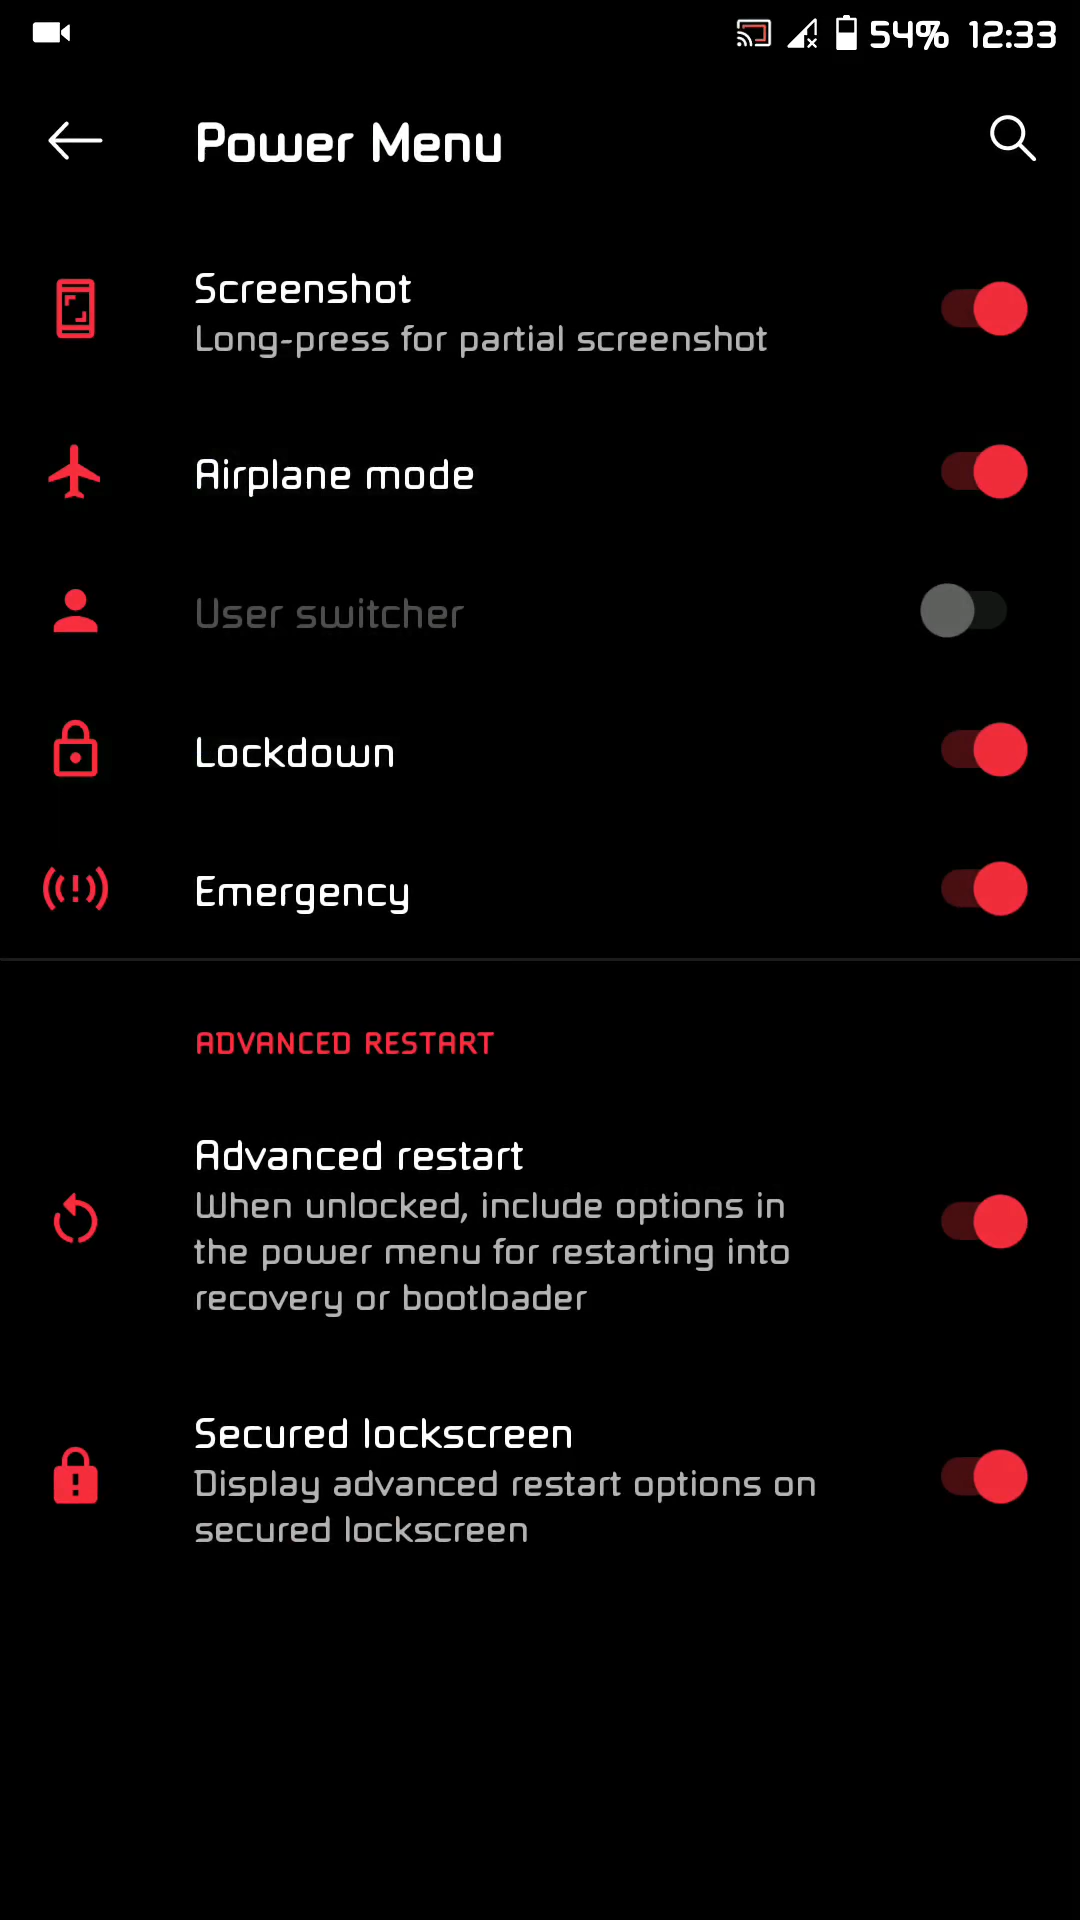 54% 12:33
Power Menu
Screenshot
Long-press for partial screenshot
Airplane mode
User switcher
Lockdown
Emergency
ADVANCED RESTART
Advanced restart
When unlocked, include options in
the power menu for restarting into
recovery or bootloader
Secured lockscreen
Display advanced restart options on
secured lockscreen